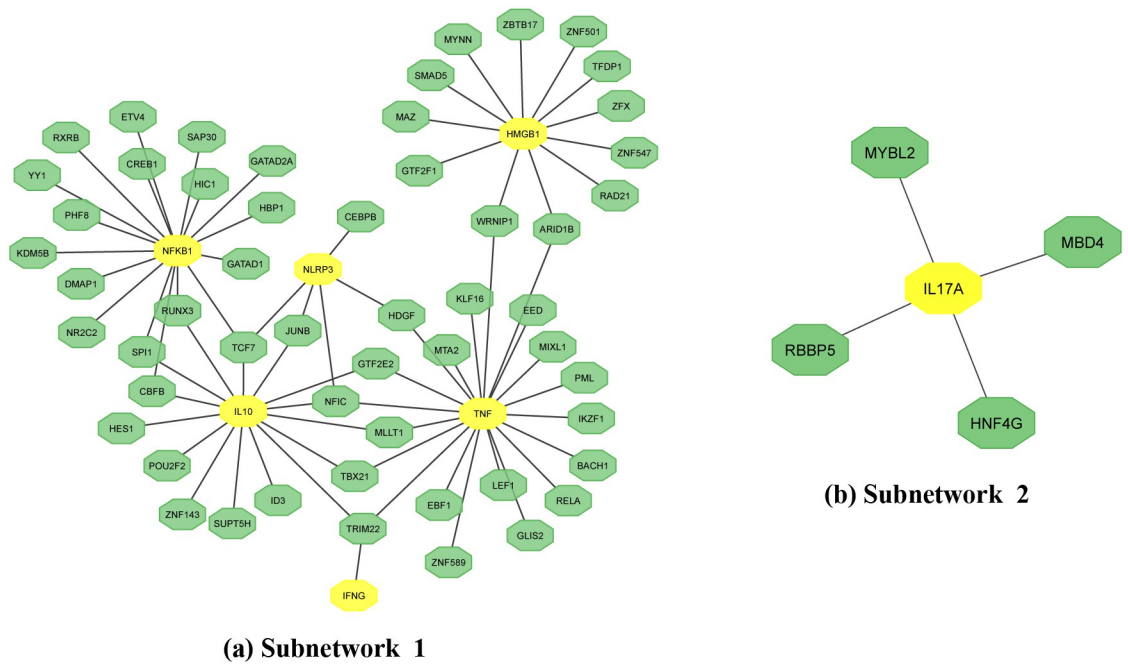 ZBTB17
ZNF501
MYNN
TFDP1
SMAD5
ZFX
MAZ
HMGB1
ZNF547
GTF2F1
RAD21
WRNIP1
ARID1B
ETV4
RXRB
SAP30
CREB1
GATAD2A
YY1
HIC1
PHF8
HBP1
KDM5B
NFKB1
GATAD1
DMAP1
NR2C2
RUNX3
SPI1
TCF7
CBFB
CEBPB
NLRP3
JUNB
HDGF
KLF16
EED
MTA2
MIXL1
GTF2E2
PML
NFIC
IL10
TNF
IKZF1
HES1
MLLT1
POU2F2
TBX21
BACH1
ZNF143
SUPT5H
ID3
LEF1
RELA
EBF1
TRIM22
GLIS2
ZNF589
IFNG
(a) Subnetwork 1
MYBL2
MBD4
IL17A
RBBP5
HNF4G
(b) Subnetwork 2